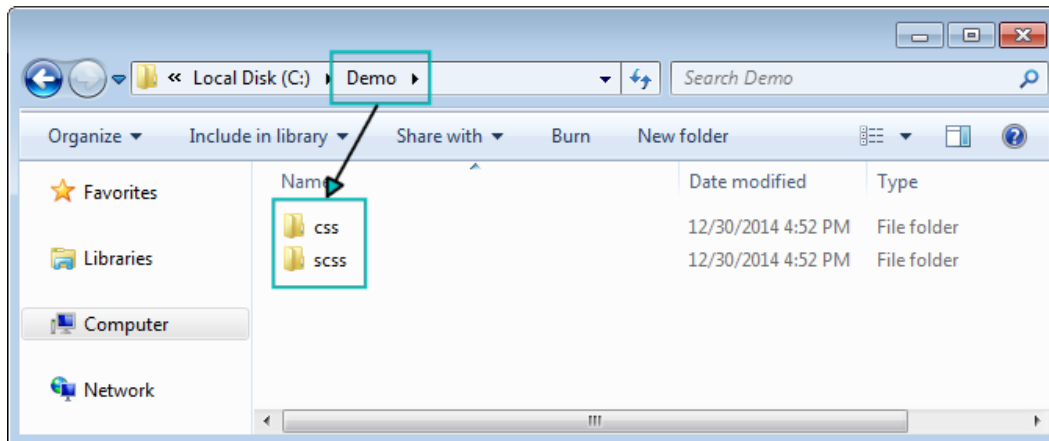 « Local Disk (C:) Demo Search Demo
Organize Include in library Share with Burn New folder
Name Date modified Type
Favorites
css 12/30/2014 4:52 PM File folder
Libraries scss 12/30/2014 4:52 PM File folder
Computer
Network